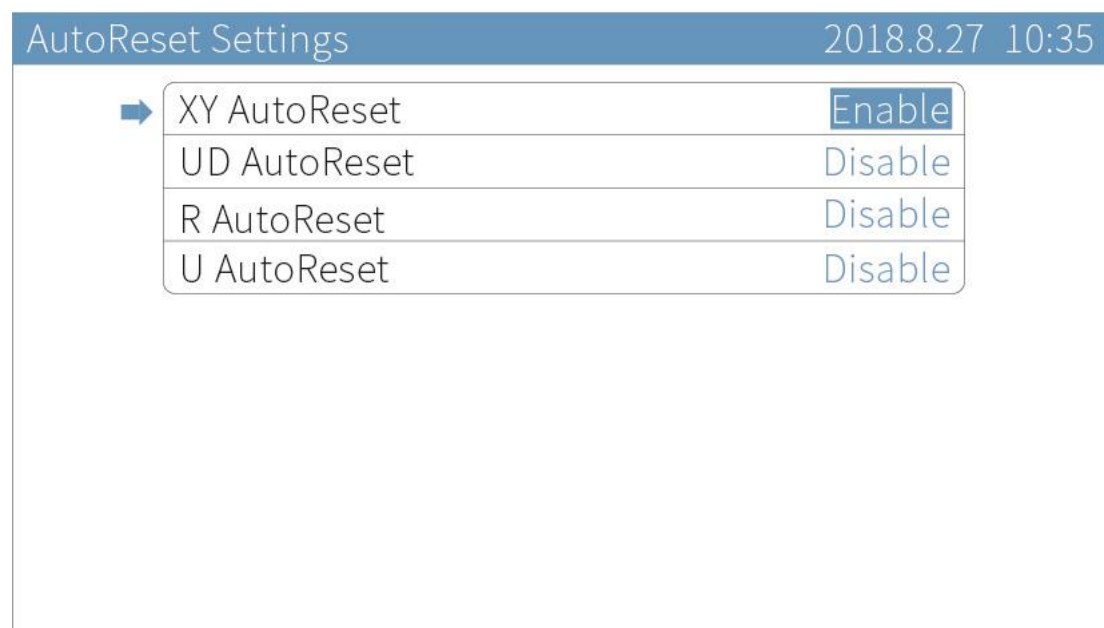 AutoReset Settings 2018.8.27 10:35
XY AutoReset Enable
UD AutoReset Disable
R AutoReset Disable
U AutoReset Disable